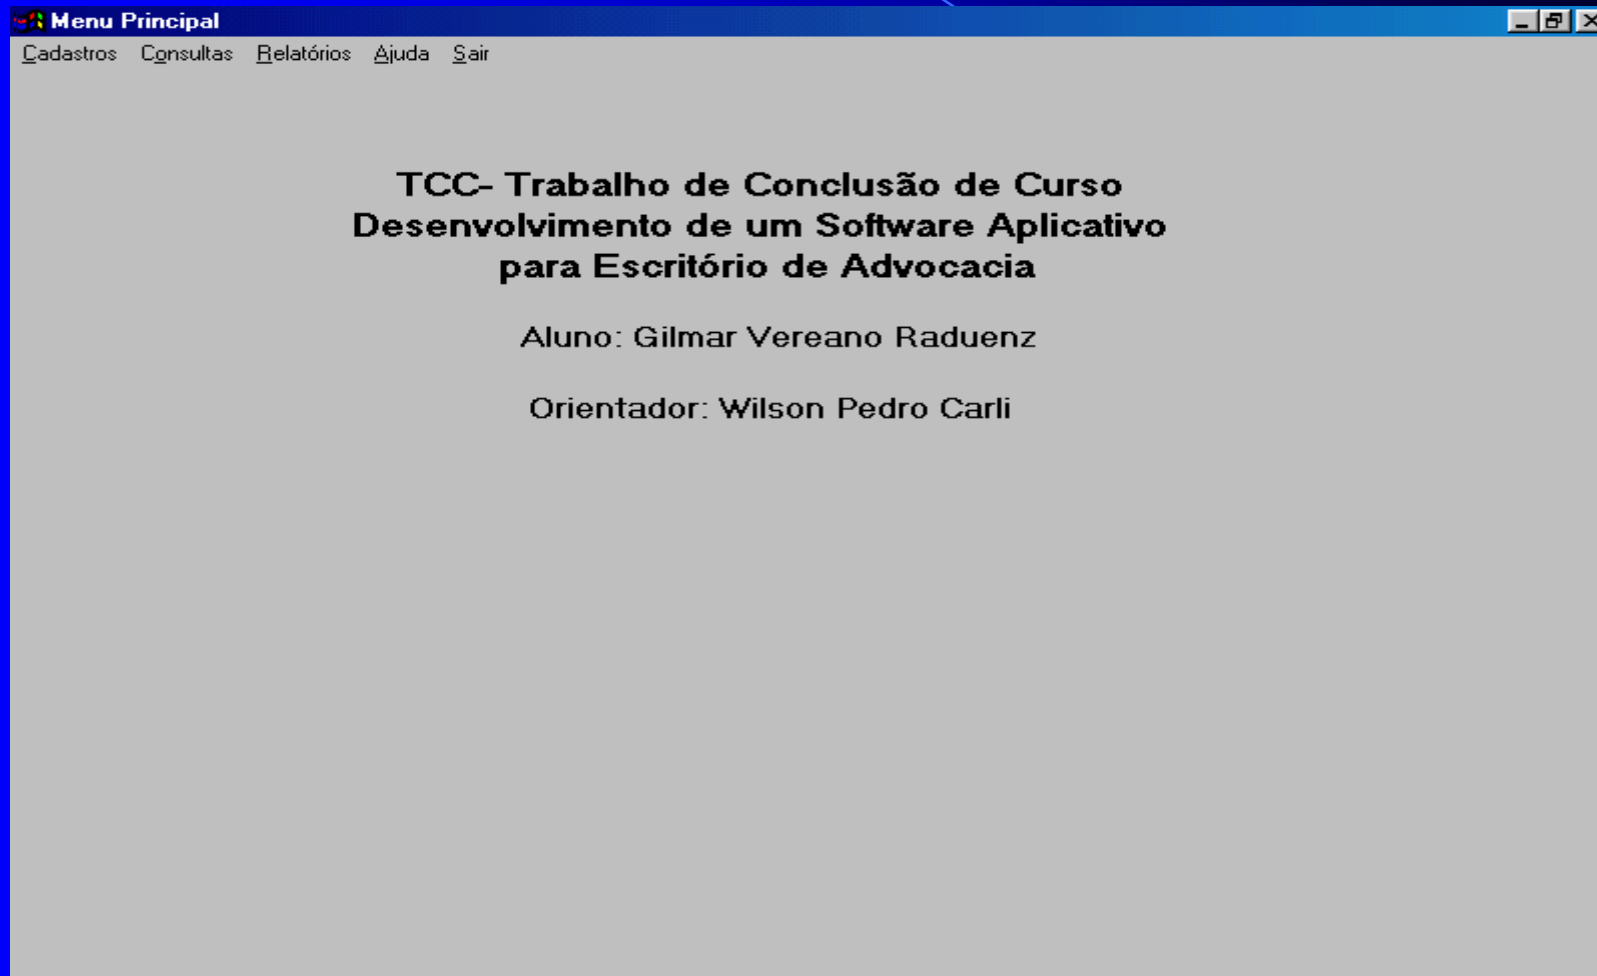 Menu Principal
Cadastros Consultas Relatórios Ajuda Sair
TCC- Trabalho de Conclusão de Curso
Desenvolvimento de um Software Aplicativo
para Escritório de Advocacia
Aluno: Gilmar Vereano Raduenz
Orientador: Wilson Pedro Carli